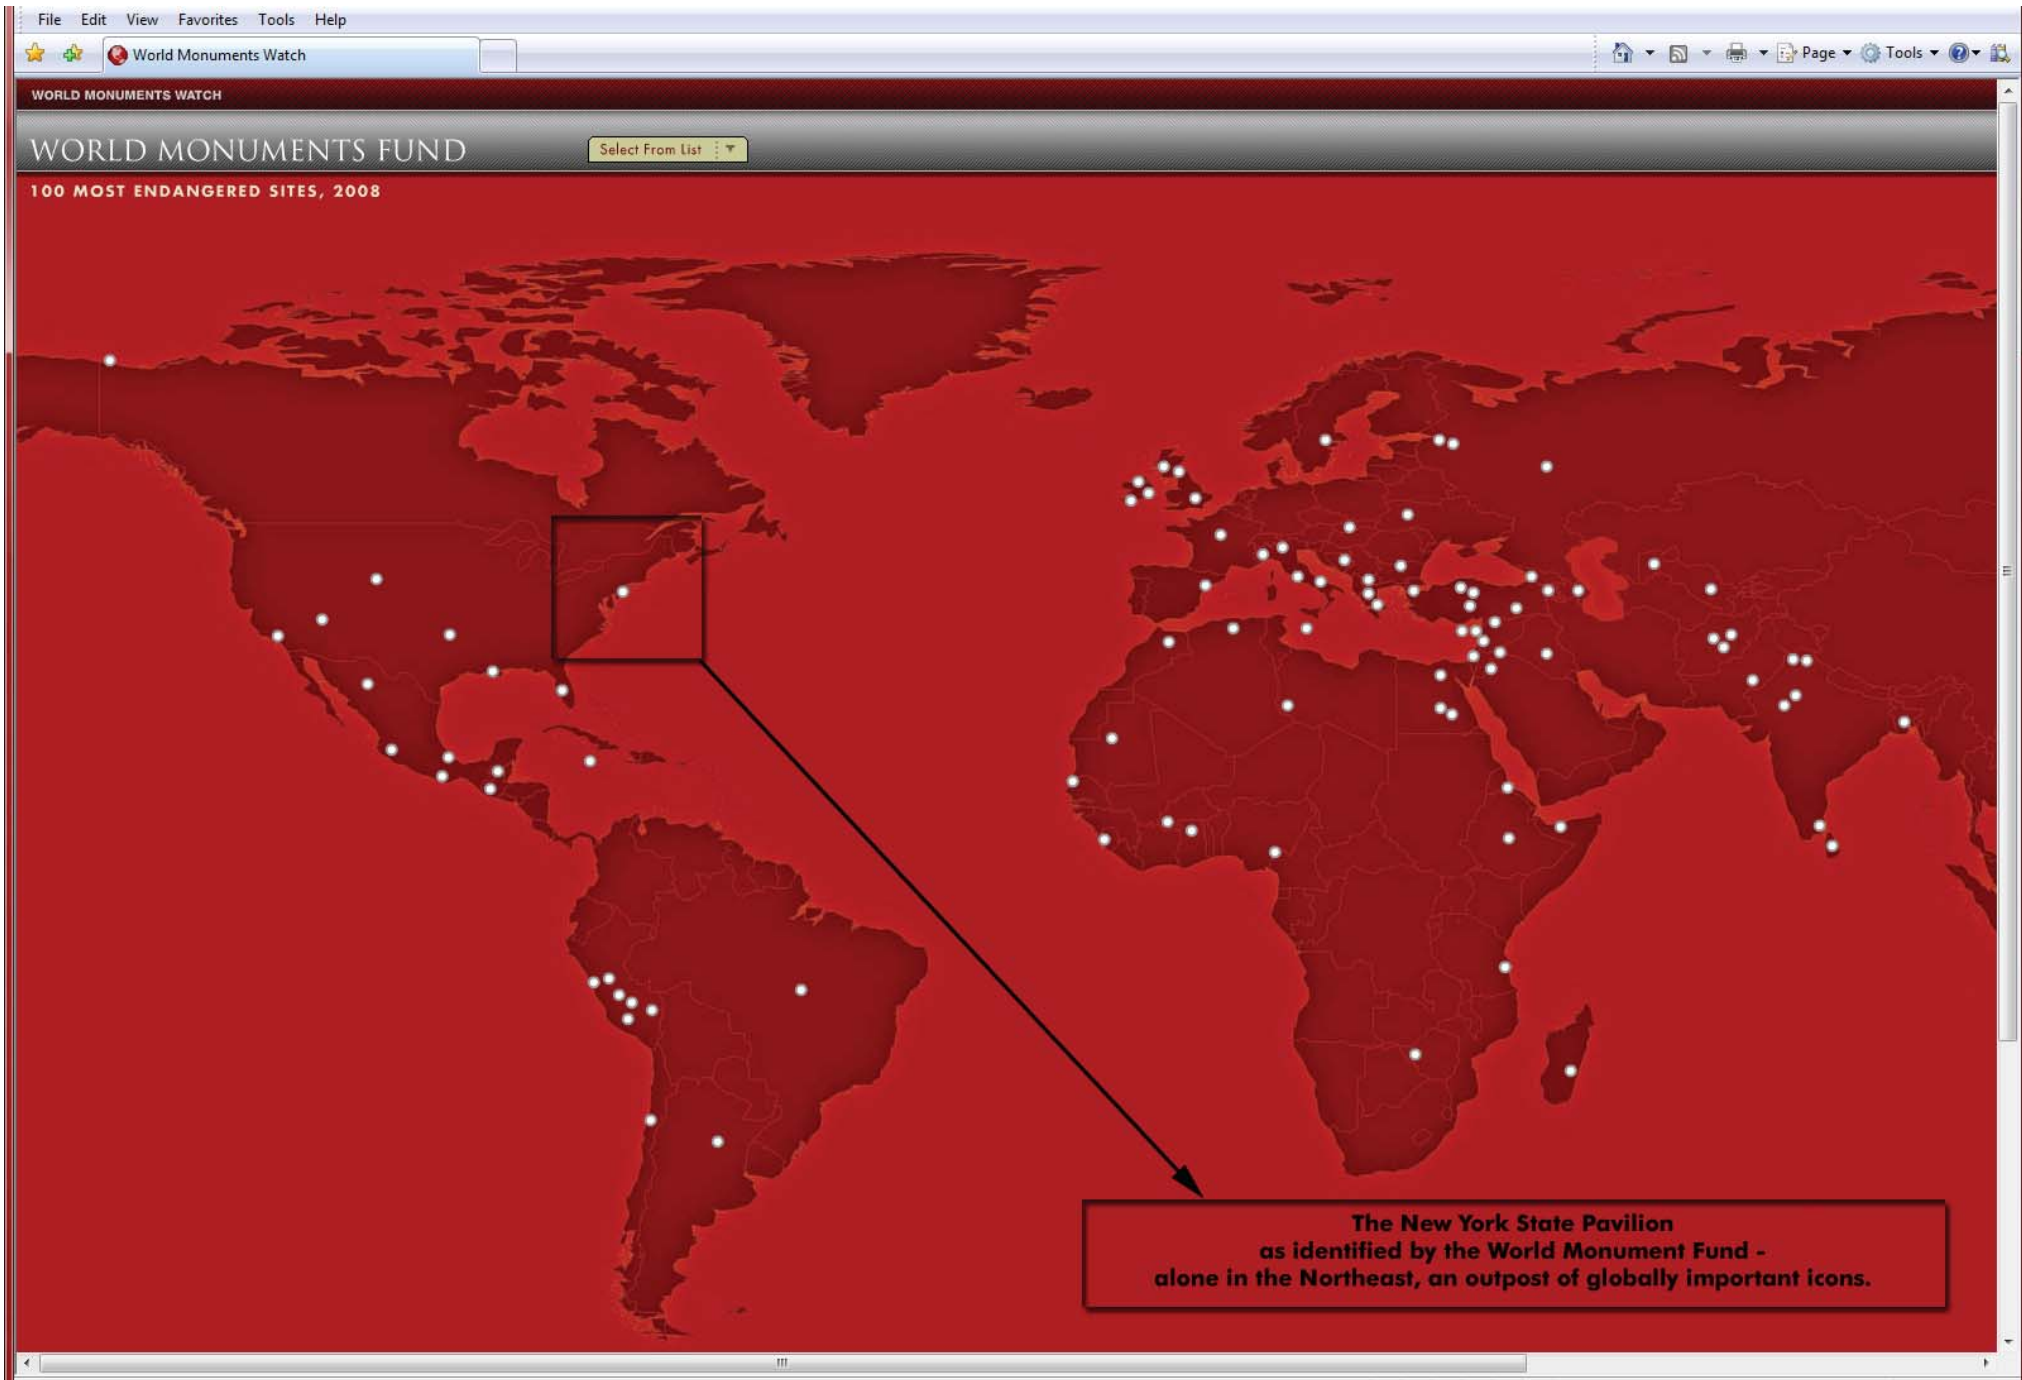 File Edit View Favorites Tools Help
World Monuments Watch
Page Tools
WORLD MONUMENTS WATCH
WORLD MONUMENTS FUND
Select From List
100 MOST ENDANGERED SITES, 2008
The New York State Pavilion
as identified by the World Monument Fund -
alone in the Northeast, an outpost of globally important icons.